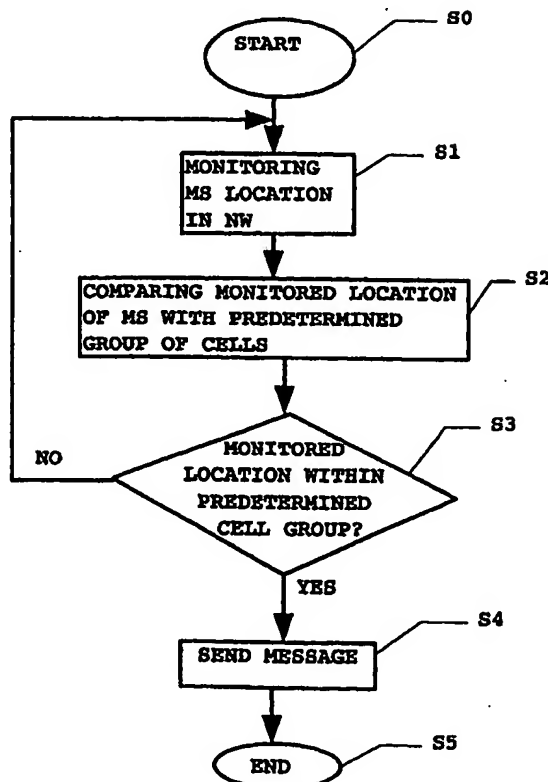 S0
START
S1
MONITORING
MS LOCATION
IN NW
S2
COMPARING MONITORED LOCATION
OF MS WITH PREDETERMINED
GROUP OF CELLS
S3
MONITORED
LOCATION WITHIN
PREDETERMINED
CELL GROUP?
NO
YES
S4
SEND MESSAGE
S5
END